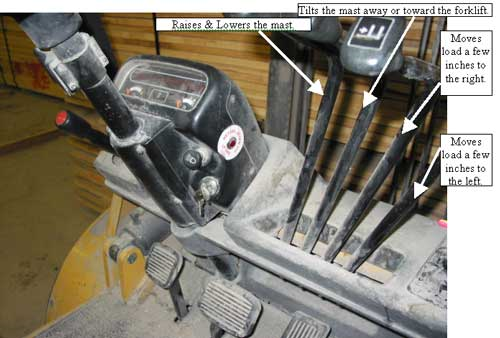 Tilts the mast away or toward the forklift.
Raises & Lowers the mast.
Moves
load a few
inches to
the right.
Moves
load a few
inches to
the left.